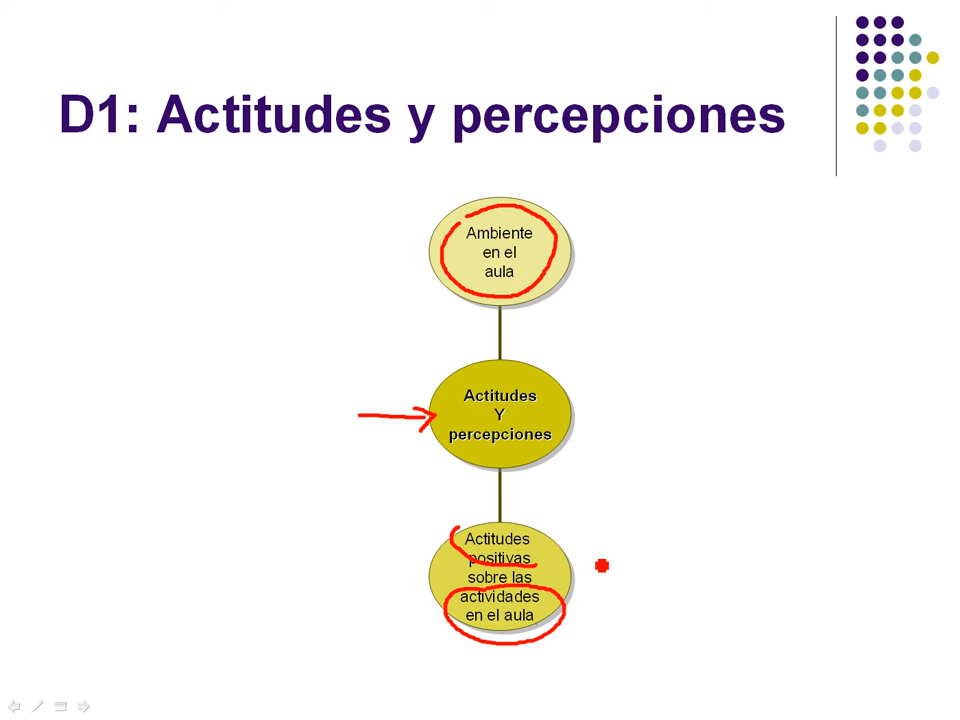 D1: Actitudes y percepciones
Ambiente
en el
aula
Actitudes
Y
percepciones
Actitudes
positivas
sobre las
actividades
en el aula